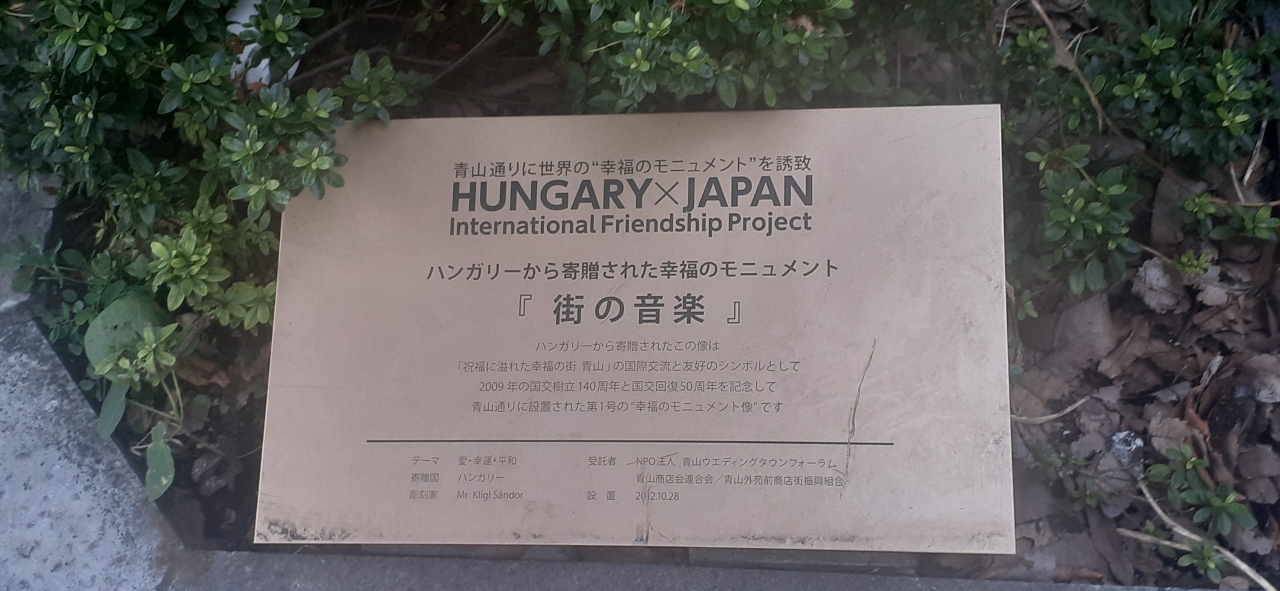 青山通りに世界の“幸福のモニュメント”を誘致
HUNGARY×JAPAN
International Friendship Project
ハンガリーから寄贈された幸福のモニュメント
『 街の音楽 』
ハンガリーから寄贈されたこの像は
「祝福に溢れた幸福の街 青山」の国際交流と友好のシンボルとして
2009年の国交樹立140周年と国交回復50周年を記念して
青山通りに設置された第1号の“幸福のモニュメント像”です
テーマ 愛・幸運・平和
寄贈国 ハンガリー
彫刻家 Mr Kligl Sándor
受託者 NPO法人 青山ウエディングタウンフォーラム
青山商店会連合会／青山外苑前商店街振興組合
設置 2012.10.28